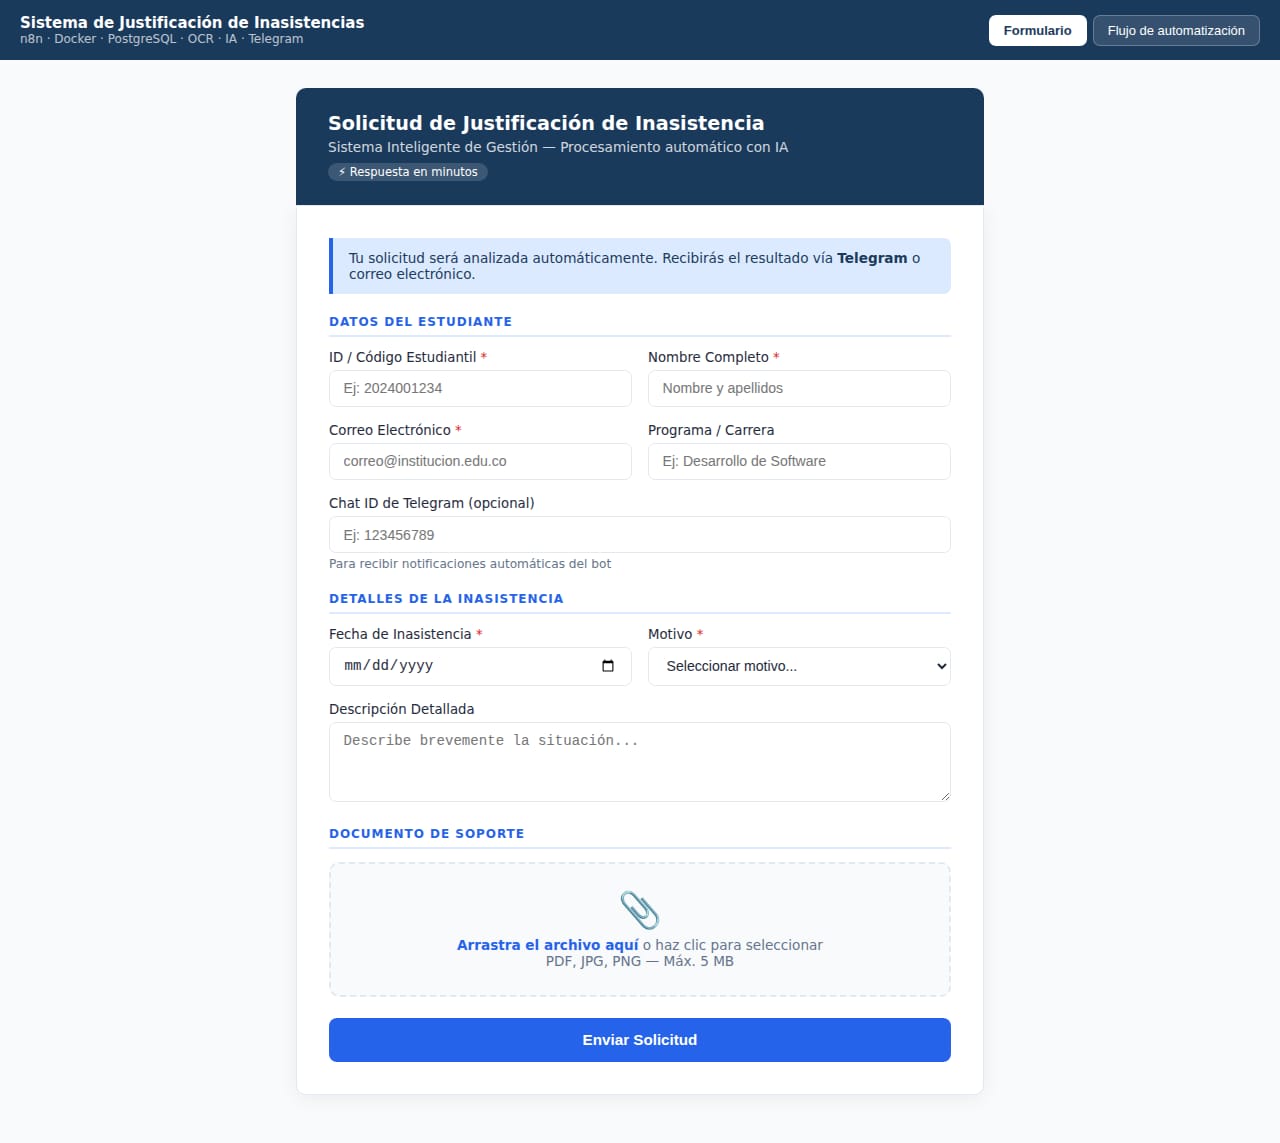 Sistema de Justificación de Inasistencias
n8n · Docker · PostgreSQL · OCR · IA · Telegram
Formulario
Flujo de automatización
Solicitud de Justificación de Inasistencia
Sistema Inteligente de Gestión — Procesamiento automático con IA
⚡ Respuesta en minutos
Tu solicitud será analizada automáticamente. Recibirás el resultado vía Telegram o
correo electrónico.
DATOS DEL ESTUDIANTE
ID / Código Estudiantil *
Nombre Completo *
Ej: 2024001234
Nombre y apellidos
Correo Electrónico *
Programa / Carrera
correo@institucion.edu.co
Ej: Desarrollo de Software
Chat ID de Telegram (opcional)
Ej: 123456789
Para recibir notificaciones automáticas del bot
DETALLES DE LA INASISTENCIA
Fecha de Inasistencia *
Motivo *
mm/dd/yyyy
Seleccionar motivo...
Descripción Detallada
Describe brevemente la situación...
DOCUMENTO DE SOPORTE
Arrastra el archivo aquí o haz clic para seleccionar
PDF, JPG, PNG — Máx. 5 MB
Enviar Solicitud